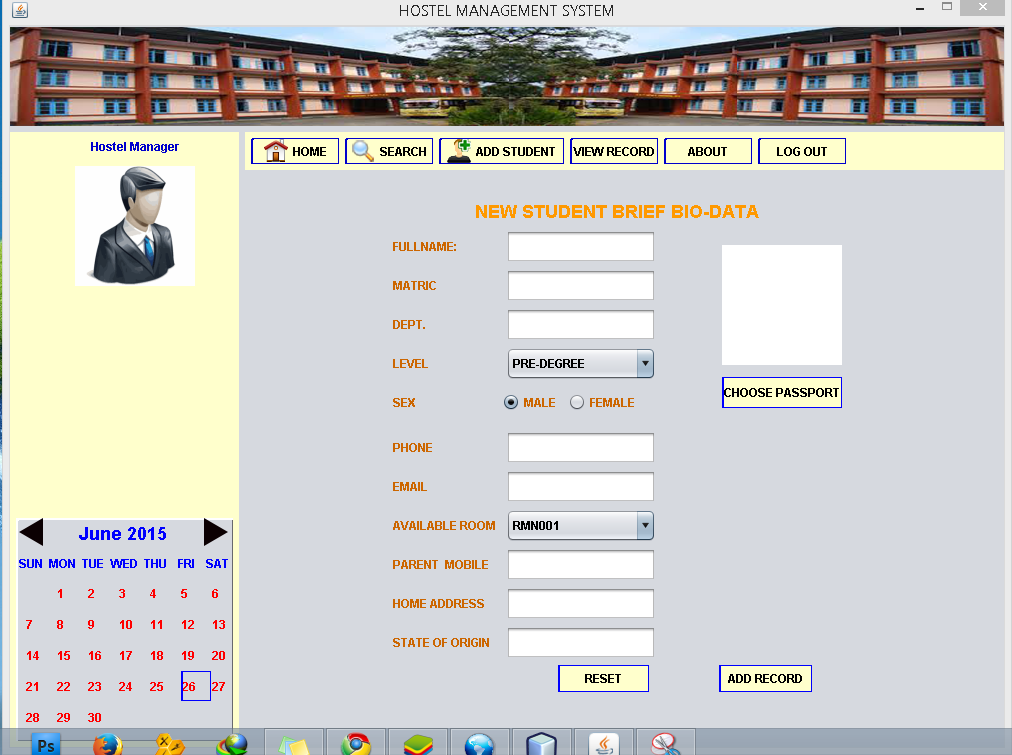 HOSTEL MANAGEMENT SYSTEM
Hostel Manager
HOME SEARCH ADD STUDENT VIEW RECORD ABOUT LOG OUT
NEW STUDENT BRIEF BIO-DATA
FULLNAME:
MATRIC
DEPT.
LEVEL PRE-DEGREE
CHOOSE PASSPORT
SEX MALE FEMALE
PHONE
EMAIL
AVAILABLE ROOM RMN001
PARENT MOBILE
HOME ADDRESS
STATE OF ORIGIN
RESET ADD RECORD
June 2015
SUN MON TUE WED THU FRI SAT
1 2 3 4 5 6
7 8 9 10 11 12 13
14 15 16 17 18 19 20
21 22 23 24 25 26 27
28 29 30
Ps